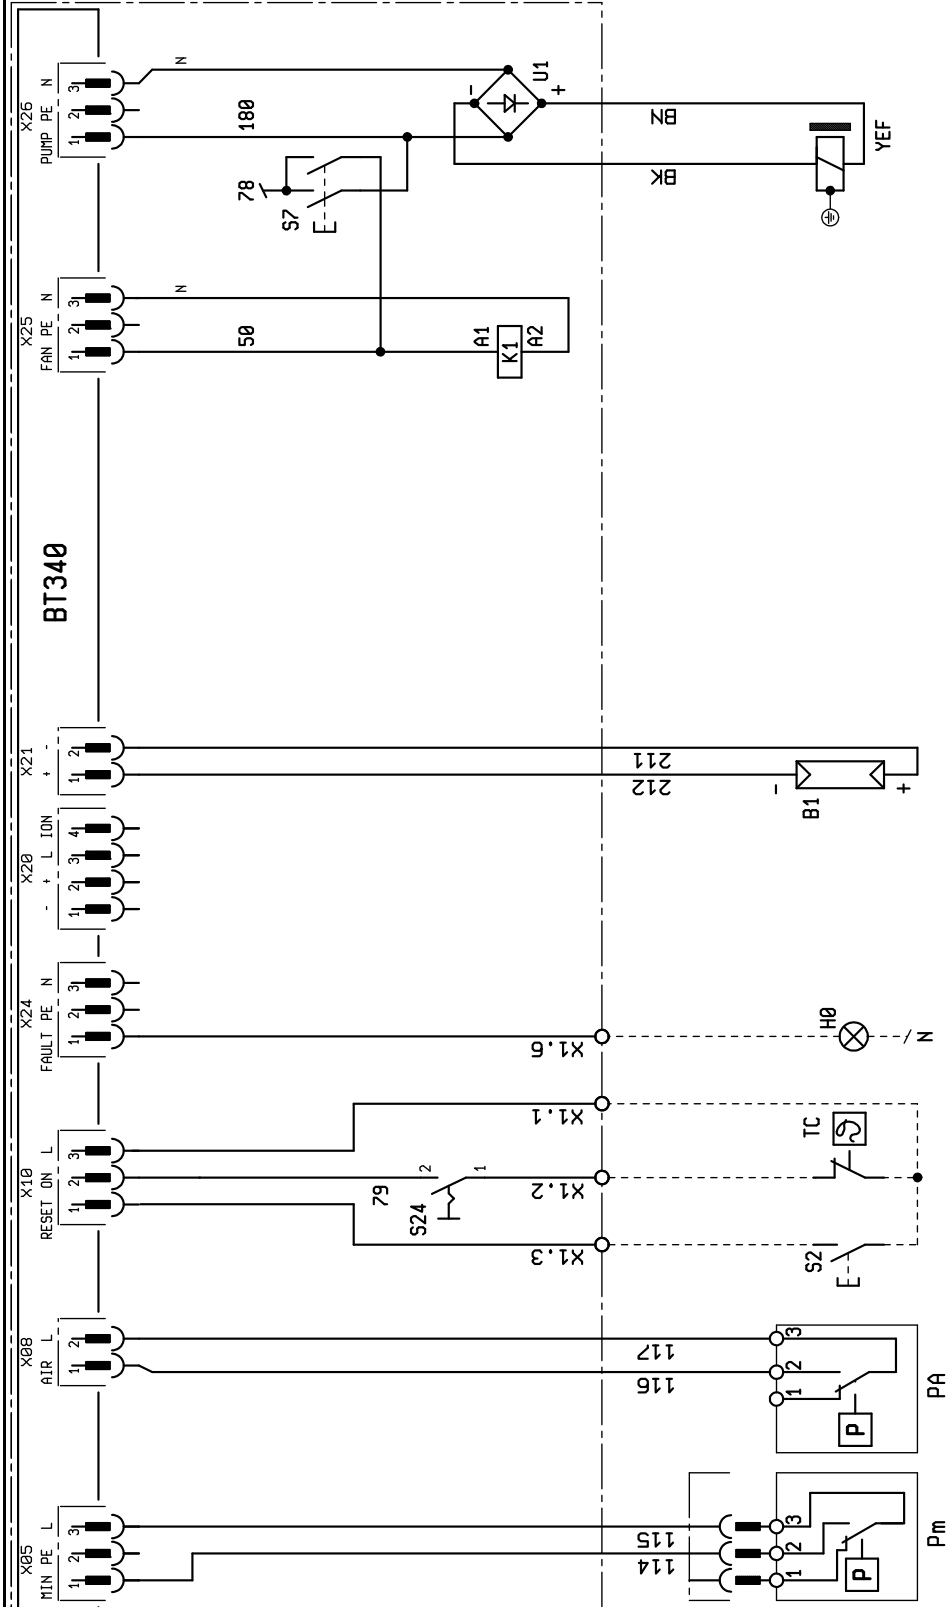 X05
X08
X10
X24
X20
X21
X25
X26
MIN PE L
AIR L
RESET ON L
FAULT PE N
- + L ION
+ -
FAN PE N
PUMP PE N
1 2 3
1 2
1 2 3
1 2 3
1 2 3 4
1 2
1 2 3
1 2 3
BT340
N
N
50
180
78
S7
79
S24
2
1
A1
K1
A2
-
U1
+
X1.3
X1.2
X1.1
X1.6
114
115
116
117
212
211
BK
BN
1 2 3
P
Pm
1 2 3
P
PA
S2
TC
H0
N
-
B1
+
YEF